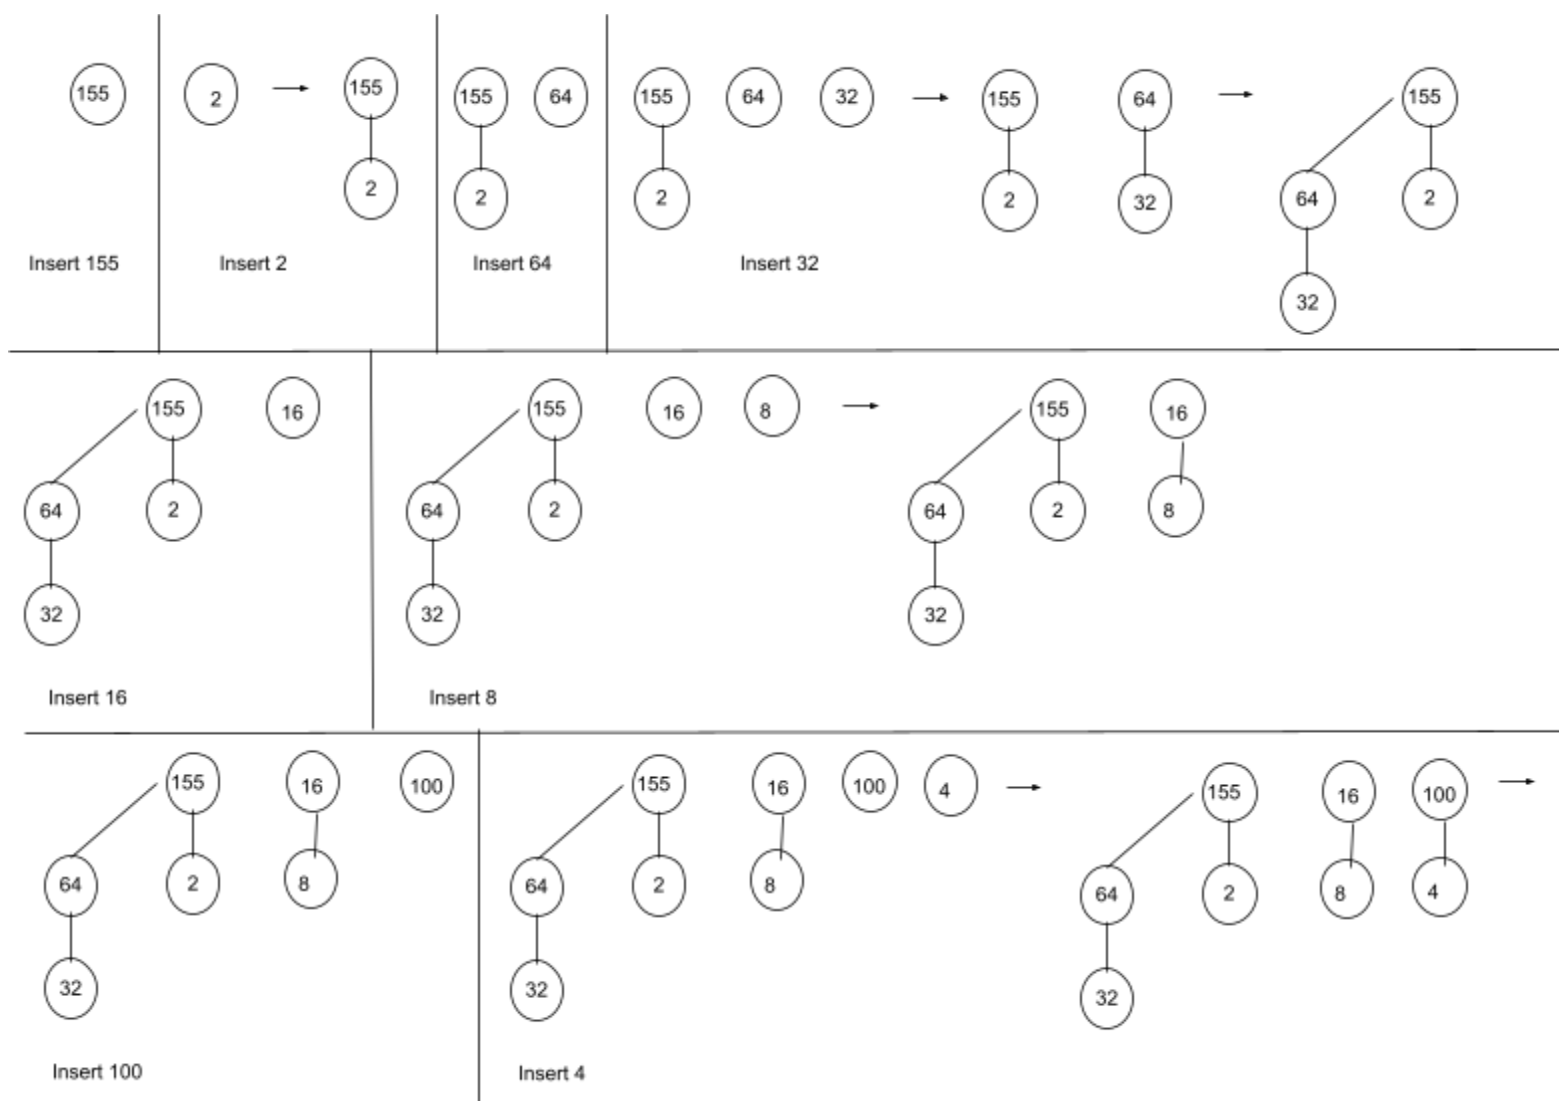 155 2 155 155 64 155 64 32 155 64 155
2 2 2 2 32 64 2
32
Insert 155 Insert 2 Insert 64 Insert 32
155 16 155 16 8 155 16
64 2 64 2 64 2 8
32 32 32
Insert 16 Insert 8
155 16 100 155 16 100 4 155 16 100
64 2 8 64 2 8 64 2 8 4
32 32 32
Insert 100 Insert 4